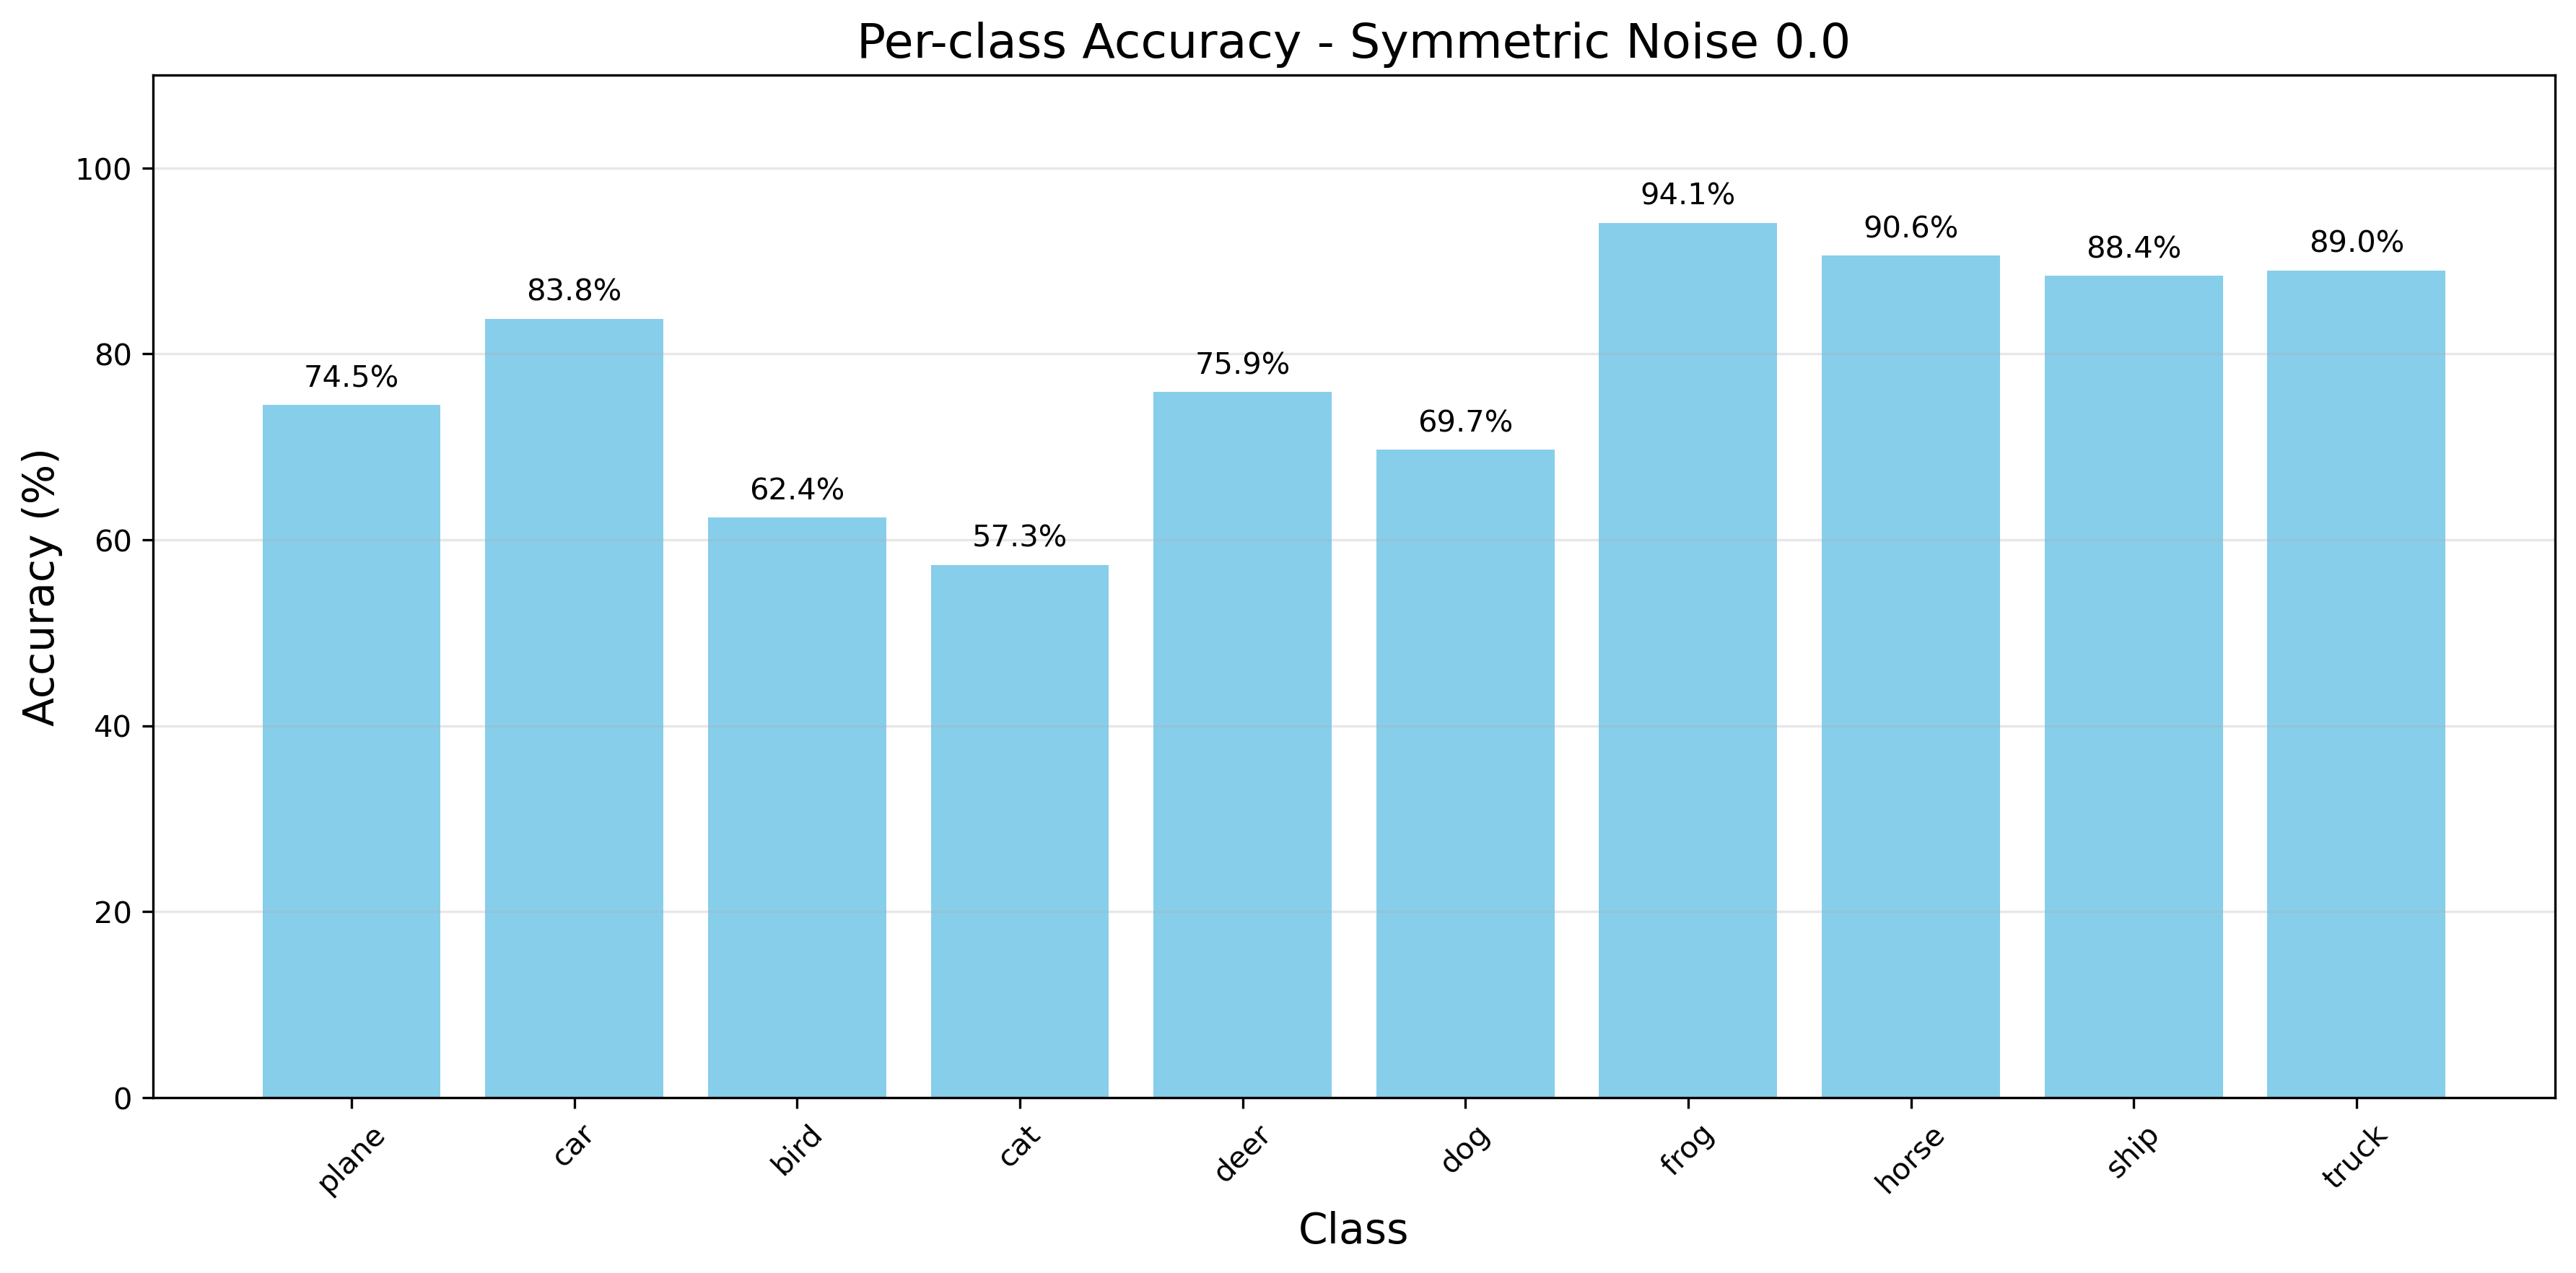 Per-class Accuracy - Symmetric Noise 0.0
Accuracy (%)
100
80
60
40
20
0
74.5%
83.8%
62.4%
57.3%
75.9%
69.7%
94.1%
90.6%
88.4%
89.0%
plane
car
bird
cat
deer
dog
frog
horse
ship
truck
Class